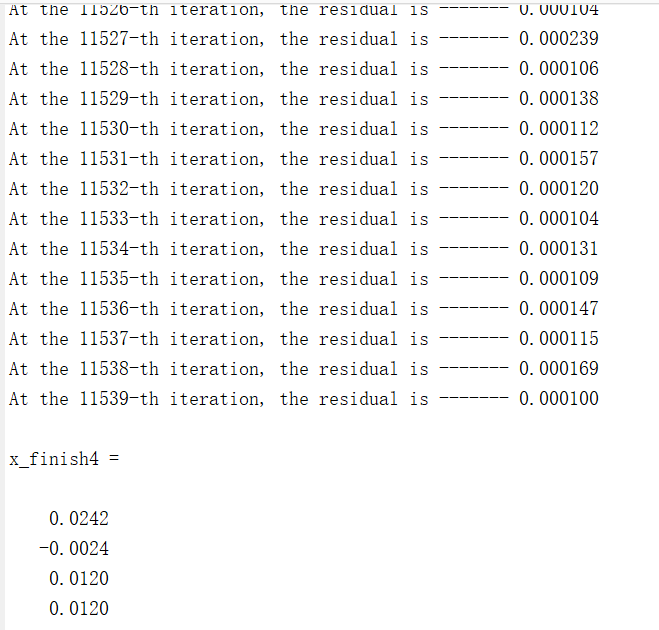 At the 11526-th iteration, the residual is ------- 0.000104
At the 11527-th iteration, the residual is ------- 0.000239
At the 11528-th iteration, the residual is ------- 0.000106
At the 11529-th iteration, the residual is ------- 0.000138
At the 11530-th iteration, the residual is ------- 0.000112
At the 11531-th iteration, the residual is ------- 0.000157
At the 11532-th iteration, the residual is ------- 0.000120
At the 11533-th iteration, the residual is ------- 0.000104
At the 11534-th iteration, the residual is ------- 0.000131
At the 11535-th iteration, the residual is ------- 0.000109
At the 11536-th iteration, the residual is ------- 0.000147
At the 11537-th iteration, the residual is ------- 0.000115
At the 11538-th iteration, the residual is ------- 0.000169
At the 11539-th iteration, the residual is ------- 0.000100
x_finish4 =
0.0242
-0.0024
0.0120
0.0120